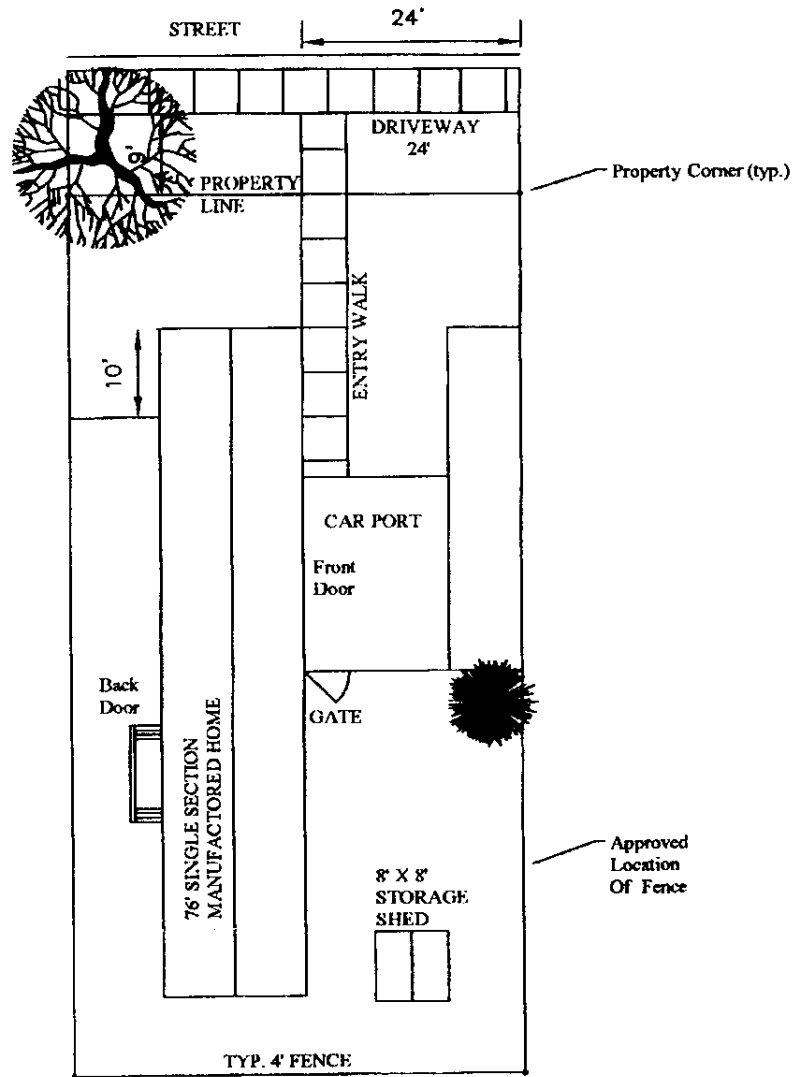 STREET
24'
DRIVEWAY
24'
9'
PROPERTY
LINE
Property Corner (typ.)
10'
ENTRY WALK
CAR PORT
Front
Door
Back
Door
GATE
76' SINGLE SECTION
MANUFACTORED HOME
8' X 8'
STORAGE
SHED
Approved
Location
Of Fence
TYP. 4' FENCE